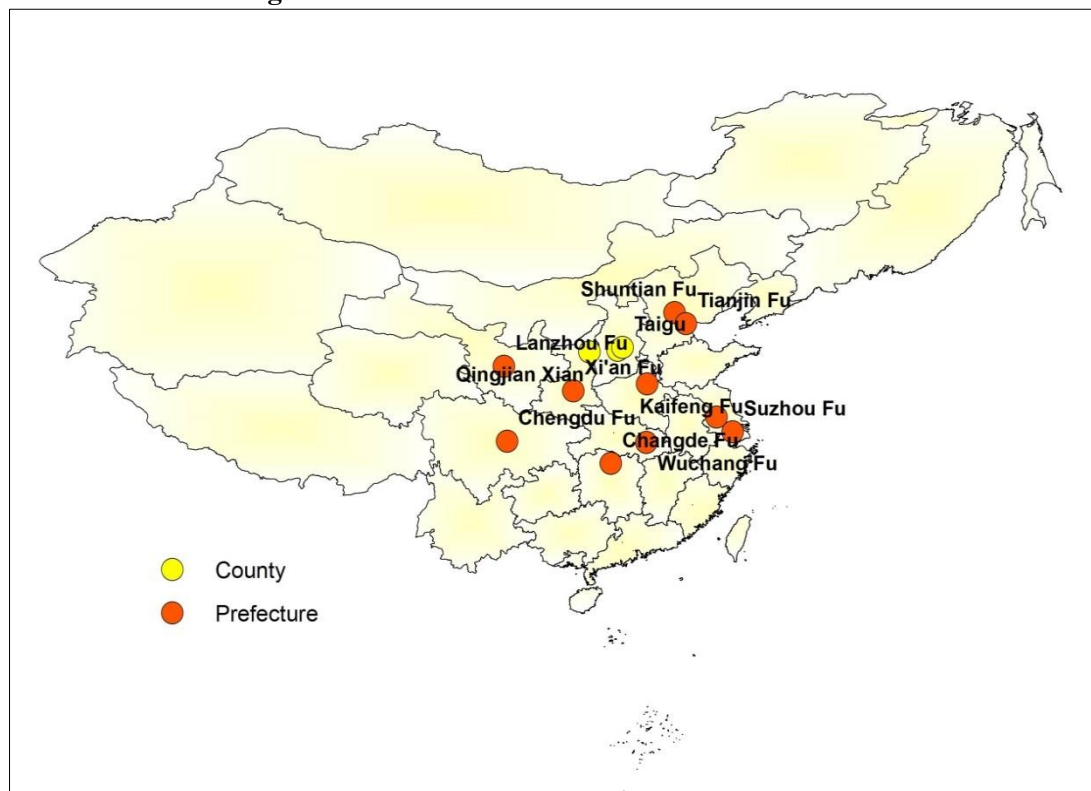 Shuntian Fu
Tianjin Fu
Taigu
Lanzhou Fu
Xi'an Fu
Qingjian Xian
Chengdu Fu
Kaifeng Fu
Suzhou Fu
Changde Fu
Wuchang Fu
County
Prefecture